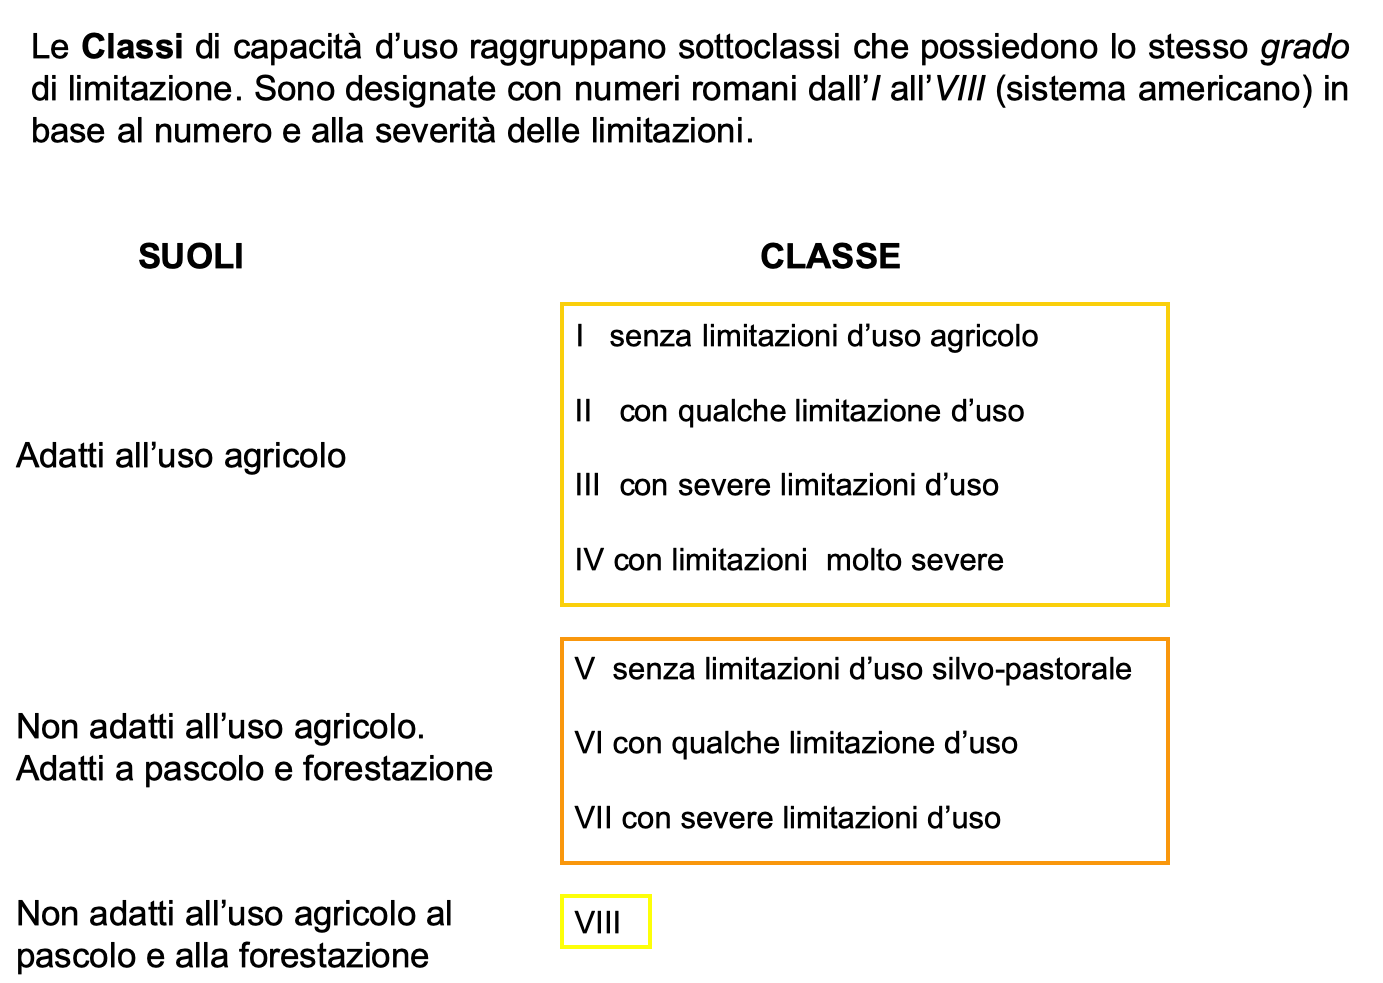 Le Classi di capacità d’uso raggruppano sottoclassi che possiedono lo stesso grado
di limitazione. Sono designate con numeri romani dall’I all’VIII (sistema americano) in
base al numero e alla severità delle limitazioni.
SUOLI
CLASSE
Adatti all’uso agricolo
I senza limitazioni d’uso agricolo
II con qualche limitazione d’uso
III con severe limitazioni d’uso
IV con limitazioni molto severe
Non adatti all’uso agricolo.
Adatti a pascolo e forestazione
V senza limitazioni d’uso silvo-pastorale
VI con qualche limitazione d’uso
VII con severe limitazioni d’uso
Non adatti all’uso agricolo al
pascolo e alla forestazione
VIII